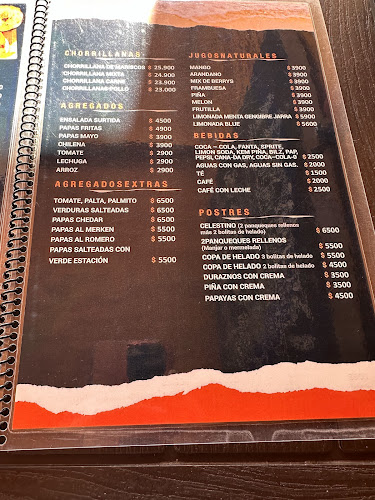 CHORRILLANAS
CHORRILLANA DE MARISCOS $ 25.900
CHORRILLANA MIXTA $ 24.900
CHORRILLANA CARNE $ 23.900
CHORRILLANA POLLO $ 23.000
AGREGADOS
ENSALADA SURTIDA $ 4500
PAPAS FRITAS $ 4900
PAPAS MAYO $ 3900
CHILENA $ 3900
TOMATE $ 2900
LECHUGA $ 2900
ARROZ $ 2900
AGREGADOS EXTRAS
TOMATE, PALTA, PALMITO $ 6500
VERDURAS SALTEADAS $ 6500
PAPAS CHEDAR $ 6500
PAPAS AL MERKEN $ 5500
PAPAS AL ROMERO $ 5500
PAPAS SALTEADAS CON
VERDE ESTACIÓN $ 5500
JUGOS NATURALES
MANGO $ 3900
ARANDANO $ 3900
MIX DE BERRYS $ 3900
FRAMBUESA $ 3900
PIÑA $ 3900
MELON $ 3900
FRUTILLA $ 3900
LIMONADA MENTA GENGIBRE JARRA $ 5900
LIMONADA BLUE $ 5600
BEBIDAS
COCA – COLA, FANTA, SPRITE,
LIMON SODA, KEM PIÑA, BILZ, PAP,
PEPSI, CANA-DA DRY, COCA-COLA-0 $ 2500
AGUAS CON GAS, AGUAS SIN GAS. $ 2000
TÉ $ 1500
CAFÉ $ 2000
CAFÉ CON LECHE $ 2500
POSTRES
CELESTINO (2 panqueques rellenos
más 2 bolitas de helado) $ 6500
2PANQUEQUES RELLENOS
(Manjar o mermelada) $ 5500
COPA DE HELADO 3 bolitas de helado $ 5500
COPA DE HELADO 2 bolitas de helado $ 4500
DURAZNOS CON CREMA $ 3500
PIÑA CON CREMA $ 3500
PAPAYAS CON CREMA $ 4500